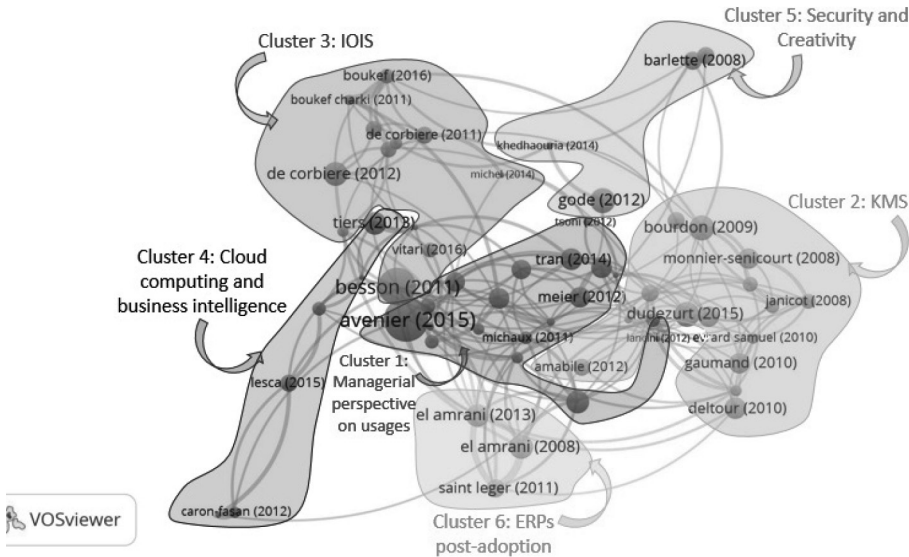 Cluster 5: Security and
Creativity
Cluster 3: IOIS
boukef (2016)
barlette (2008)
boukef charki (2011)
de corbiere (2011)
khedhaouria (2014)
de corbiere (2012)
michel (2014)
gode (2012)
Cluster 2: KMS
tiers (2013)
tsoni (2012)
bourdon (2009)
Cluster 4: Cloud
computing and
business intelligence
vitari (2016)
tran (2014)
monnier-senicourt (2008)
besson (2011)
meier (2012)
janicot (2008)
avenier (2015)
dudezurt (2015)
michaux (2011)
(2012)
ard samuel (2010)
Cluster 1:
Managerial
perspective
on usages
amabile (2012)
gaumand (2010)
lesca (2015)
el amrani (2013)
deltour (2010)
el amrani (2008)
saint leger (2011)
caron-fasan (2012)
VOSviewer
Cluster 6: ERPs
post-adoption